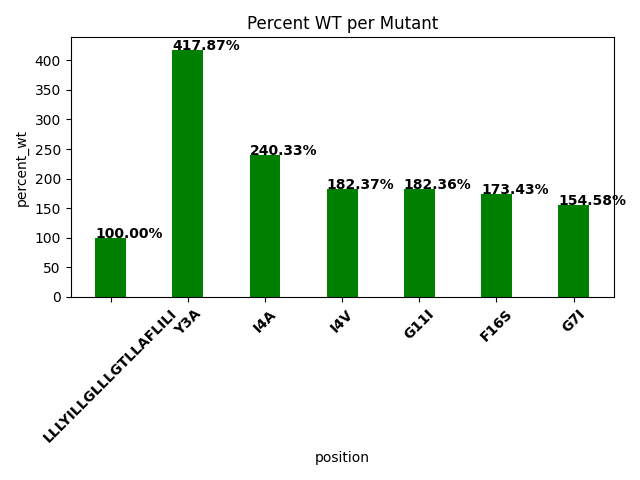 Percent WT per Mutant
percent_wt
400
350
300
250
200
150
100
50
0
100.00%
417.87%
240.33%
182.37%
182.36%
173.43%
154.58%
LLLYILLGLLLGTLLAFLILI
Y3A
I4A
I4V
G11I
F16S
G7I
position